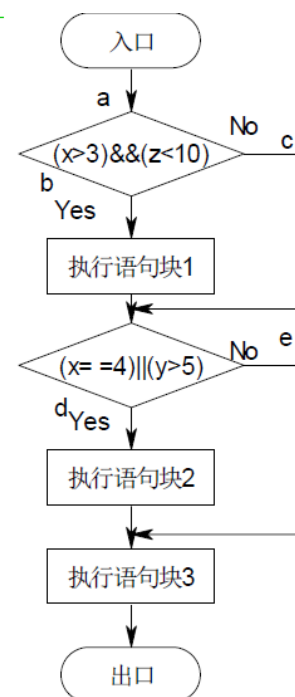 入口
a
(x>3)&&(z<10)
No
c
b
Yes
执行语句块1
(x= =4)||(y>5)
No
e
d
Yes
执行语句块2
执行语句块3
出口